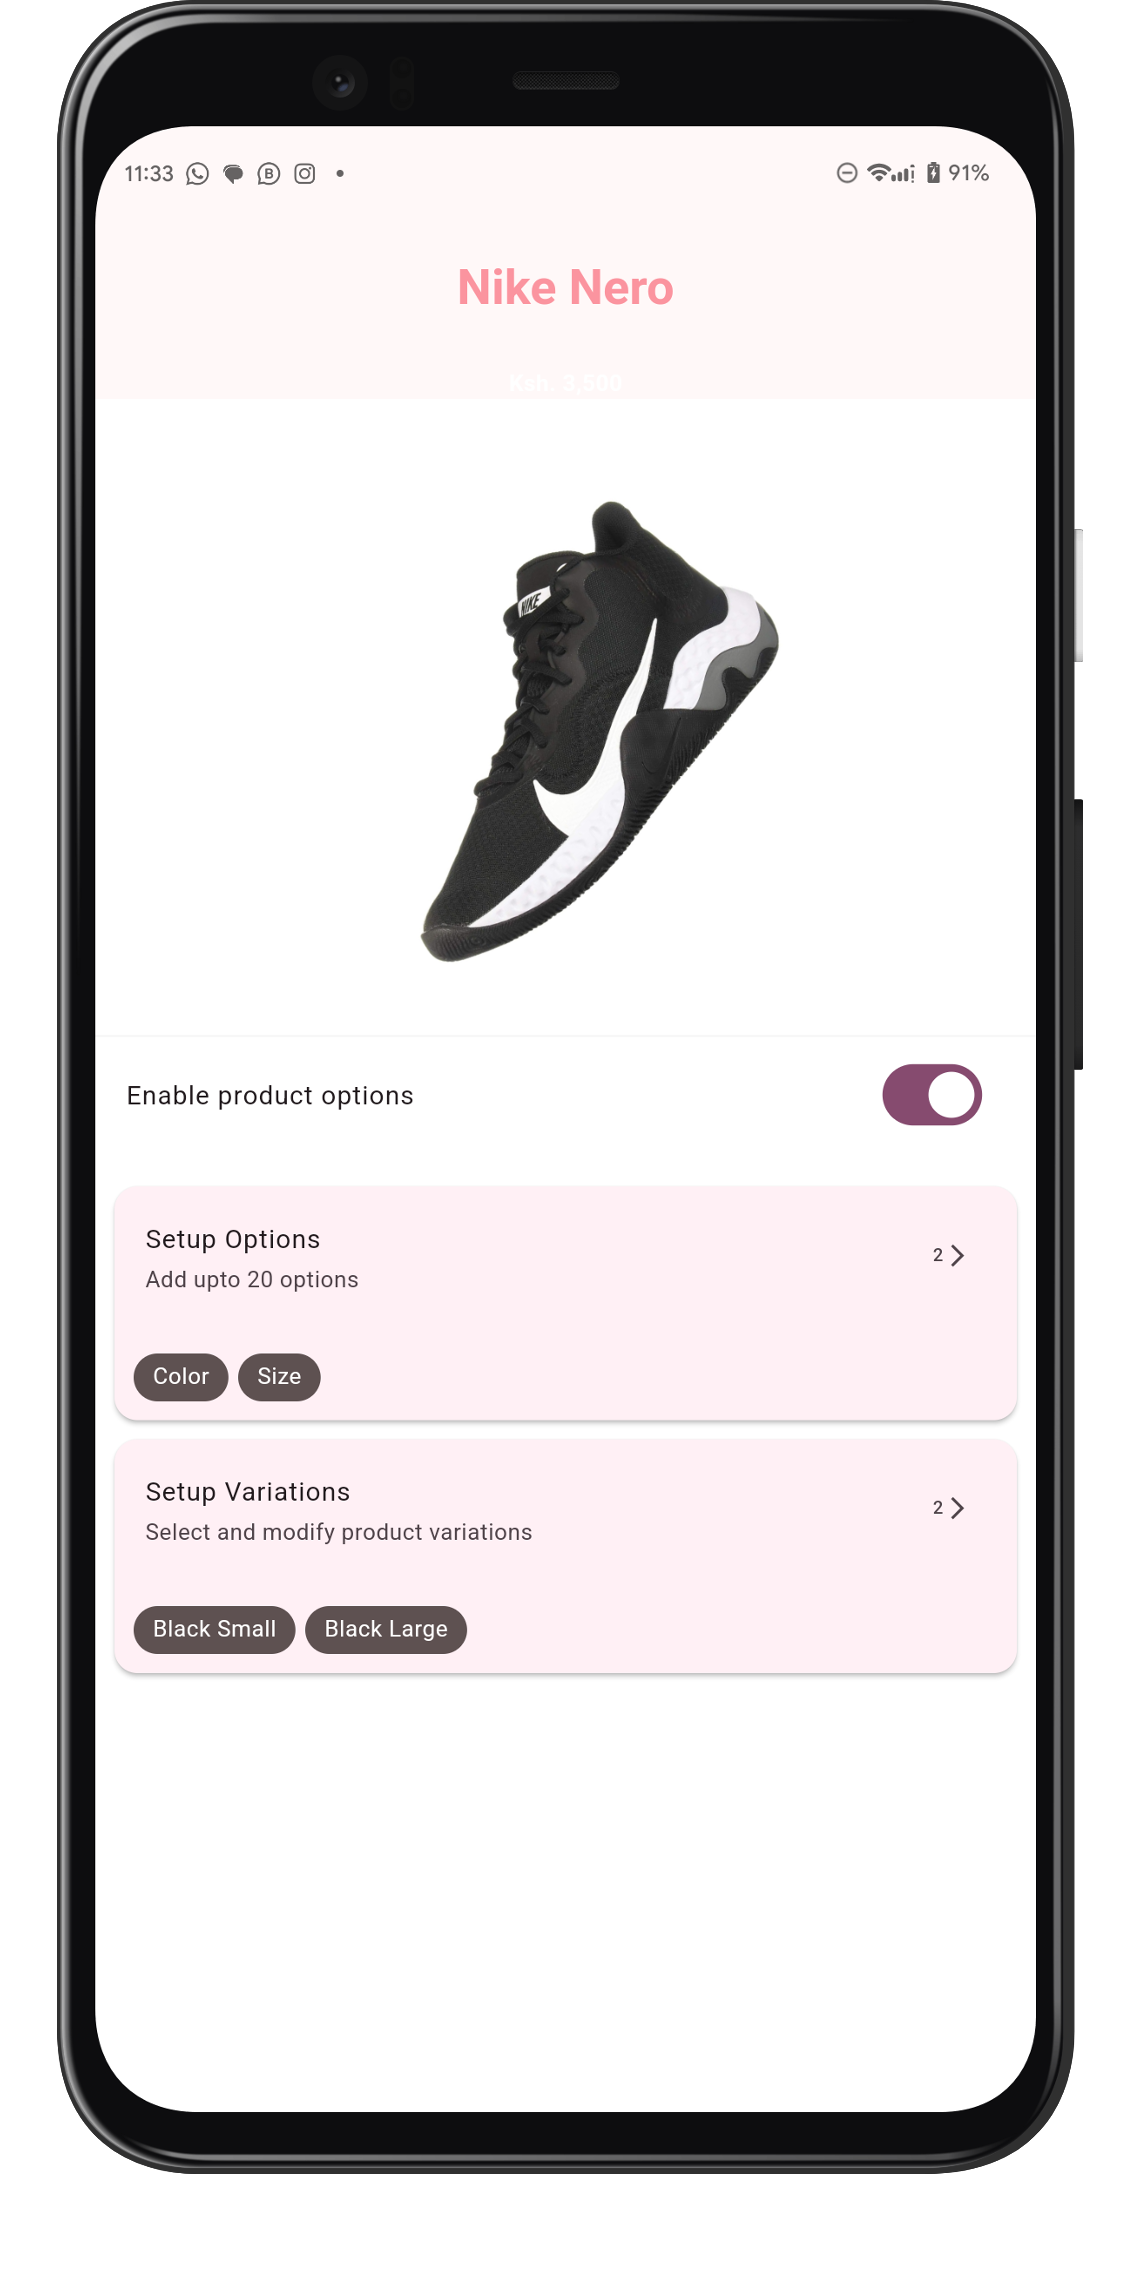 11:33 91%
Nike Nero
Ksh. 3,500
NIKE
Enable product options
Setup Options
2
Add upto 20 options
Color Size
Setup Variations
2
Select and modify product variations
Black Small Black Large